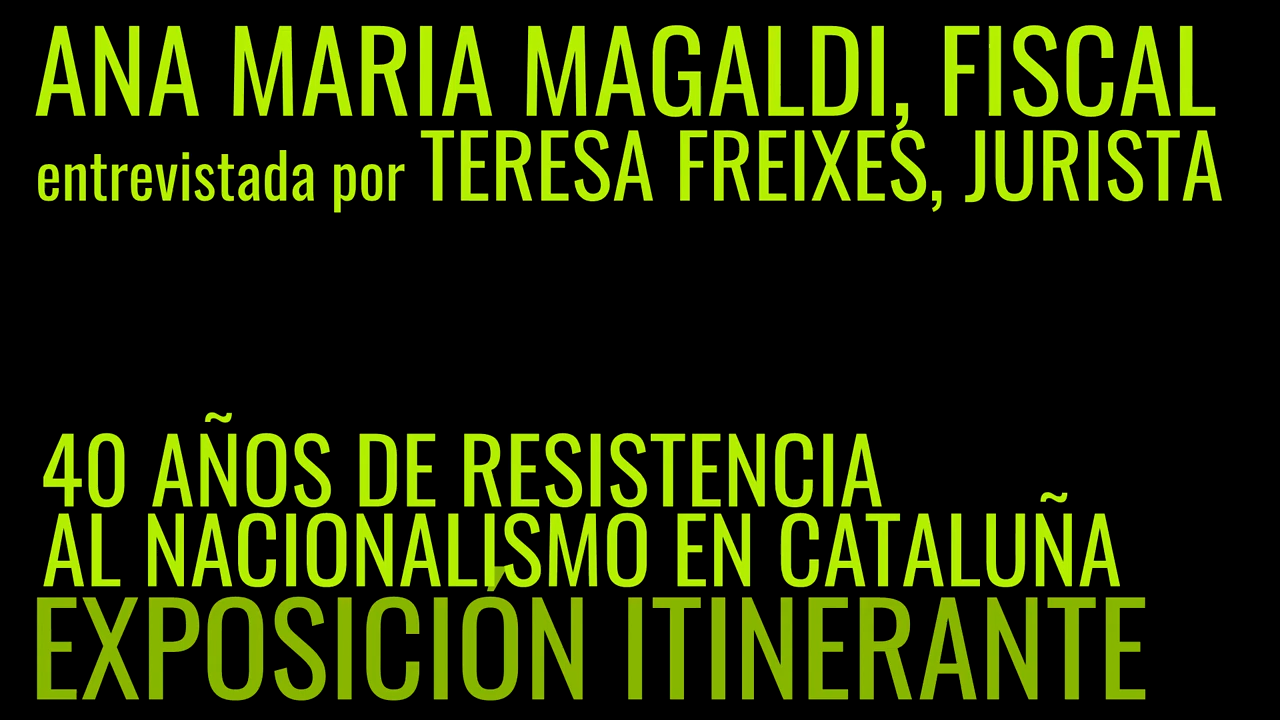 ANA MARIA MAGALDI, FISCAL
entrevistada por TERESA FREIXES, JURISTA
40 AÑOS DE RESISTENCIA
AL NACIONALISMO EN CATALUÑA
EXPOSICIÓN ITINERANTE